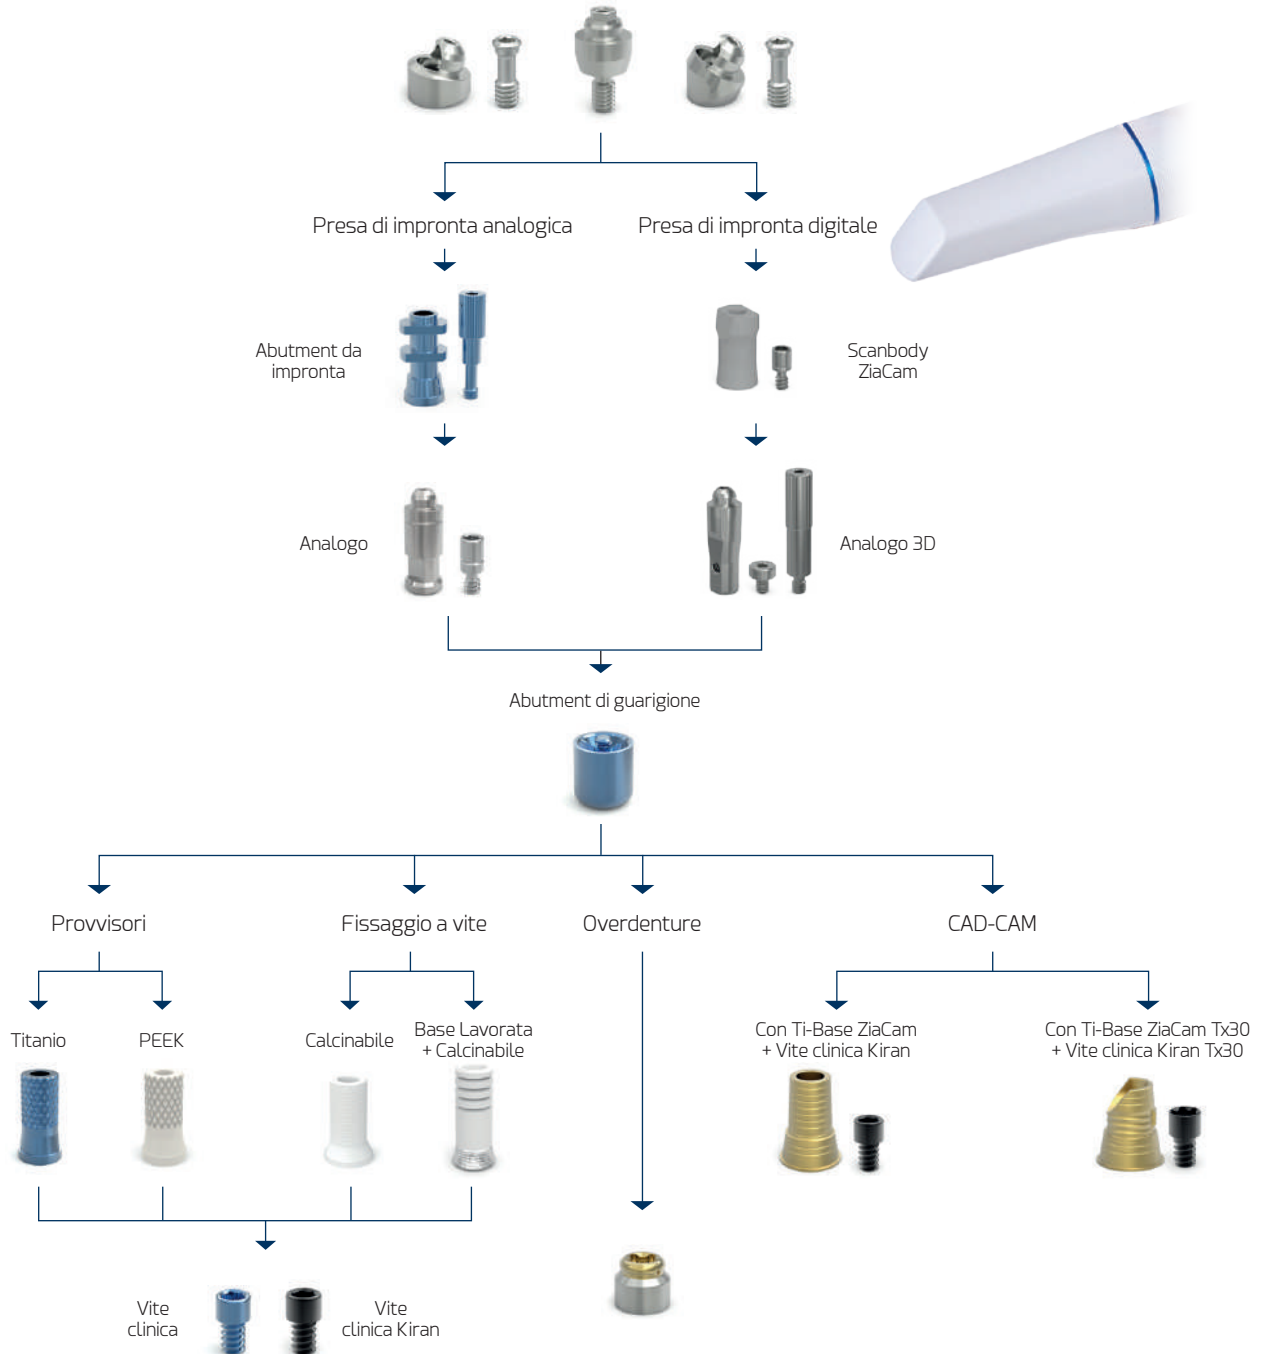 Presa di impronta analogica
Presa di impronta digitale
Abutment da
impronta
Scanbody
ZiaCam
Analogo
Analogo 3D
Abutment di guarigione
Provvisori
Fissaggio a vite
Overdenture
CAD-CAM
Titanio
PEEK
Calcinabile
Base Lavorata
+ Calcinabile
Con Ti-Base ZiaCam
+ Vite clinica Kiran
Con Ti-Base ZiaCam Tx30
+ Vite clinica Kiran Tx30
Vite
clinica
Vite
clinica Kiran